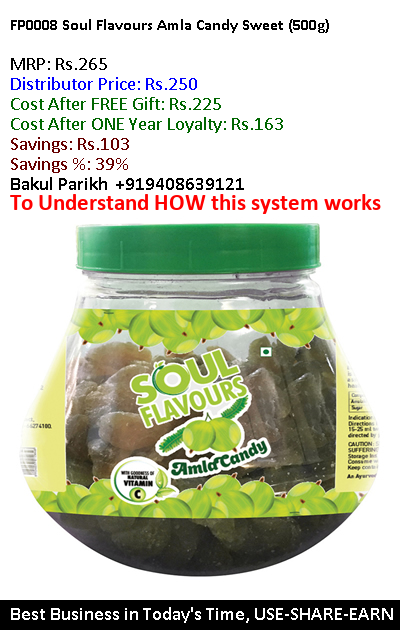 FP0008 Soul Flavours Amla Candy Sweet (500g)
MRP: Rs.265
Distributor Price: Rs.250
Cost After FREE Gift: Rs.225
Cost After ONE Year Loyalty: Rs.163
Savings: Rs.103
Savings %: 39%
Bakul Parikh +919408639121
To Understand HOW this system works
SOUL
FLAVOURS
Amla Candy
WITH GOODNESS OF
NATURAL
VITAMIN
C
Best Business in Today's Time, USE-SHARE-EARN